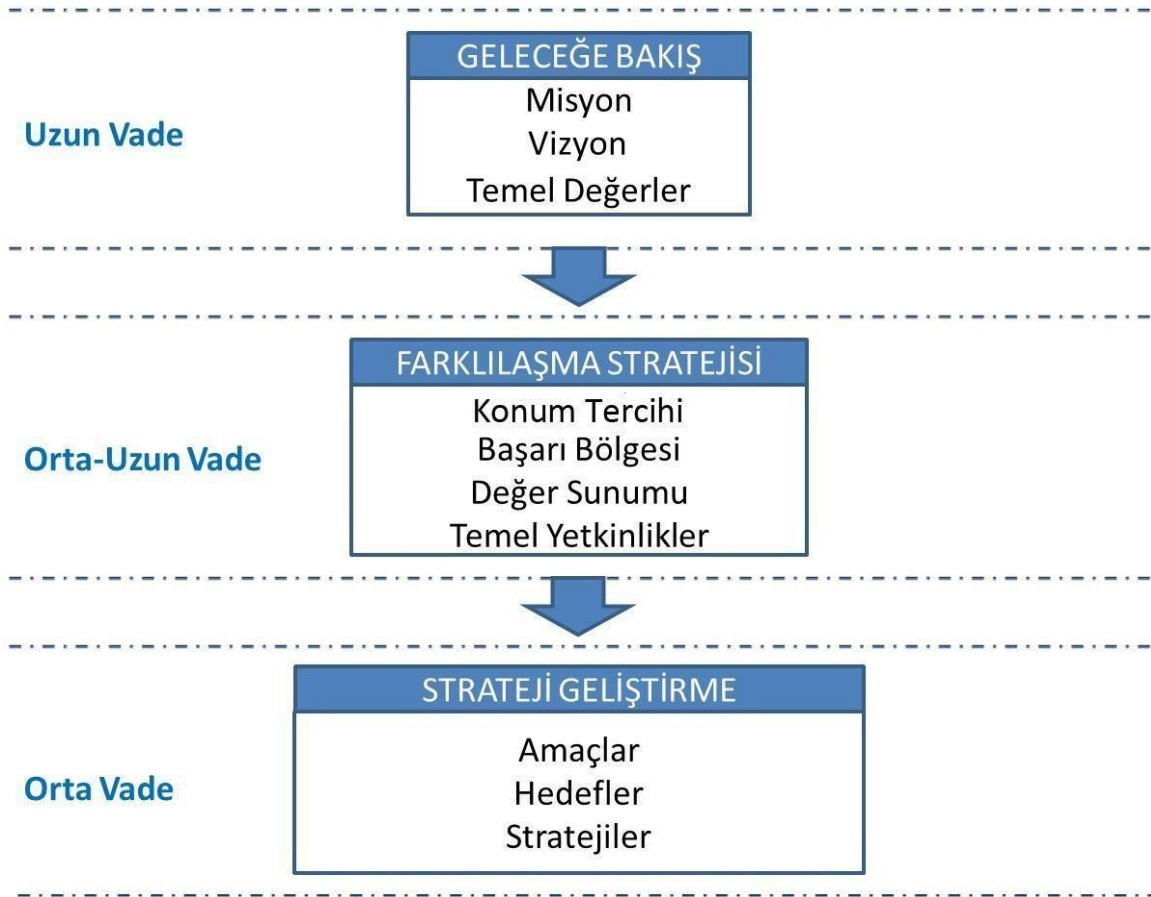 GELECEĞE BAKIŞ
Uzun Vade
Misyon
Vizyon
Temel Değerler
FARKLILAŞMA STRATEJİSİ
Orta-Uzun Vade
Konum Tercihi
Başarı Bölgesi
Değer Sunumu
Temel Yetkinlikler
STRATEJİ GELİŞTİRME
Orta Vade
Amaçlar
Hedefler
Stratejiler